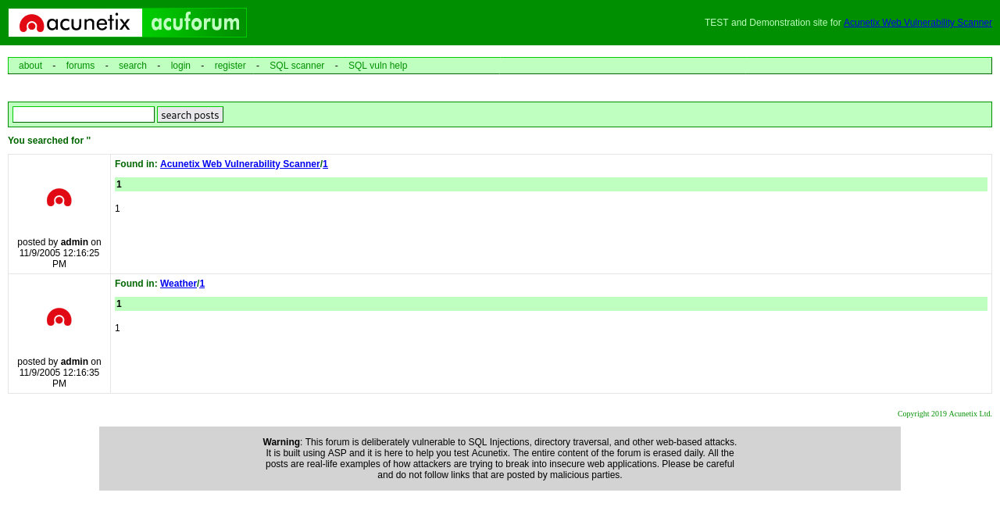 acunetix acuforum
TEST and Demonstration site for Acunetix Web Vulnerability Scanner
about - forums - search - login - register - SQL scanner - SQL vuln help
search posts
You searched for ''
Found in: Acunetix Web Vulnerability Scanner/1
1
1
posted by admin on
11/9/2005 12:16:25
PM
Found in: Weather/1
1
1
posted by admin on
11/9/2005 12:16:35
PM
Copyright 2019 Acunetix Ltd.
Warning: This forum is deliberately vulnerable to SQL Injections, directory traversal, and other web-based attacks.
It is built using ASP and it is here to help you test Acunetix. The entire content of the forum is erased daily. All the
posts are real-life examples of how attackers are trying to break into insecure web applications. Please be careful
and do not follow links that are posted by malicious parties.